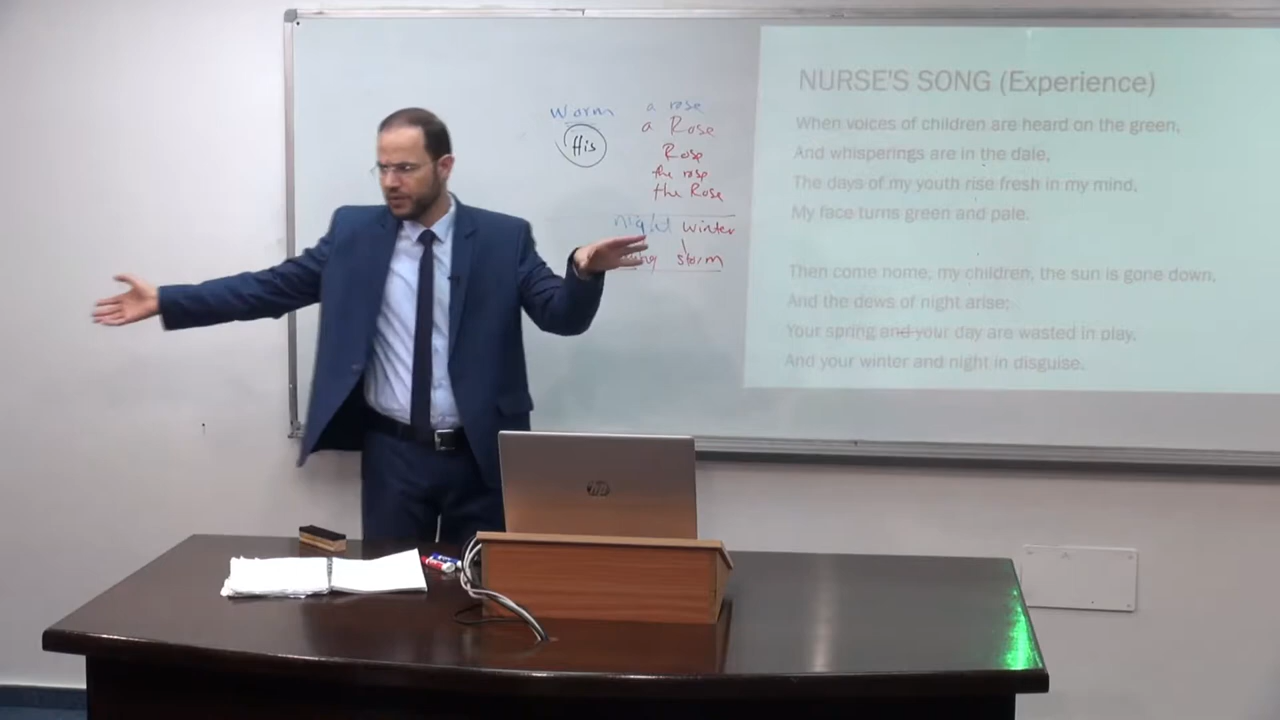 Worm
His
a rose
a Rose
Rose
the rose
the Rose
night winter
storm
NURSE'S SONG (Experience)
When voices of children are heard on the green,
And whisperings are in the dale,
The days of my youth rise fresh in my mind,
My face turns green and pale.
Then come home, my children, the sun is gone down,
And the dews of night arise;
Your spring and your day are wasted in play,
And your winter and night in disguise.
hp